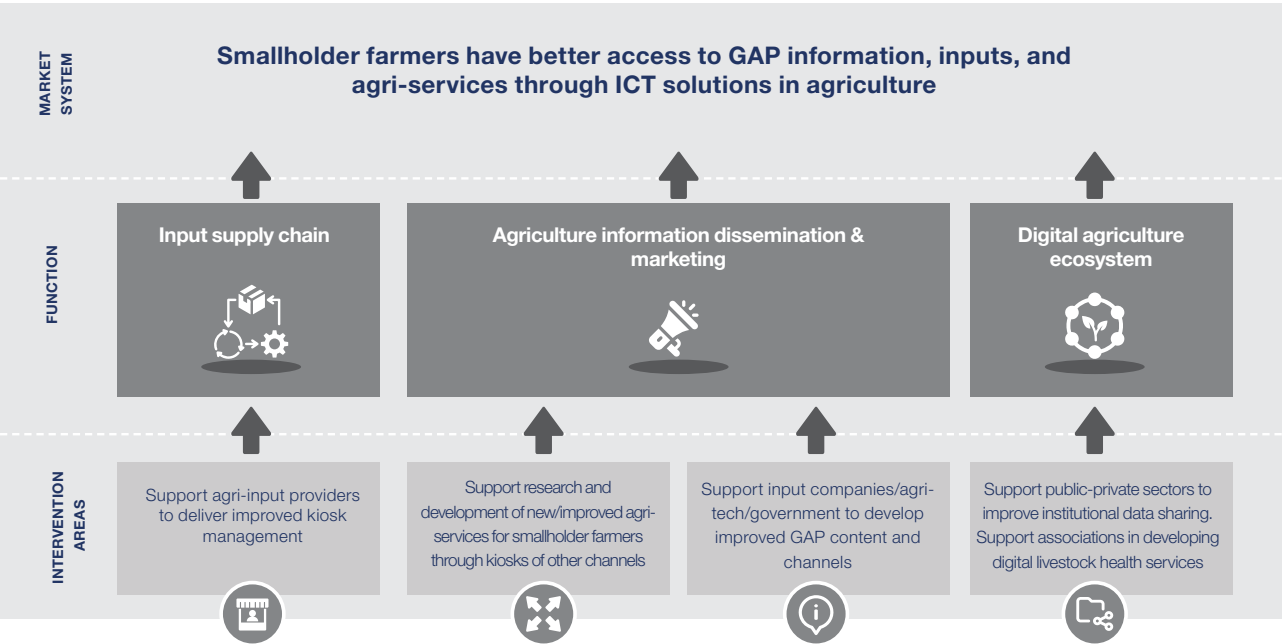 MARKET
SYSTEM
Smallholder farmers have better access to GAP information, inputs, and
agri-services through ICT solutions in agriculture
FUNCTION
Input supply chain
Agriculture information dissemination &
marketing
Digital agriculture
ecosystem
INTERVENTION
AREAS
Support agri-input providers
to deliver improved kiosk
management
Support research and
development of new/improved agri-
services for smallholder farmers
through kiosks of other channels
Support input companies/agri-
tech/government to develop
improved GAP content and
channels
Support public-private sectors to
improve institutional data sharing.
Support associations in developing
digital livestock health services